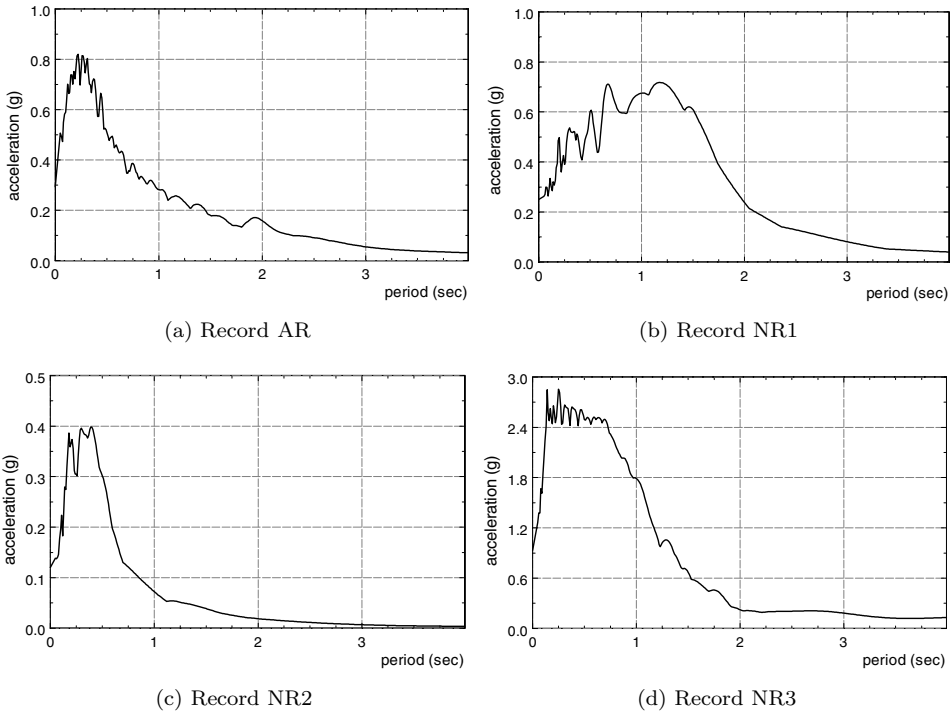 1.0
0.8
0.6
0.4
0.2
0.0
acceleration (g)
0 1 2 3
period (sec)
(a) Record AR
1.0
0.8
0.6
0.4
0.2
0.0
acceleration (g)
0 1 2 3
period (sec)
(b) Record NR1
0.5
0.4
0.3
0.2
0.1
0.0
acceleration (g)
0 1 2 3
period (sec)
(c) Record NR2
3.0
2.4
1.8
1.2
0.6
0.0
acceleration (g)
0 1 2 3
period (sec)
(d) Record NR3